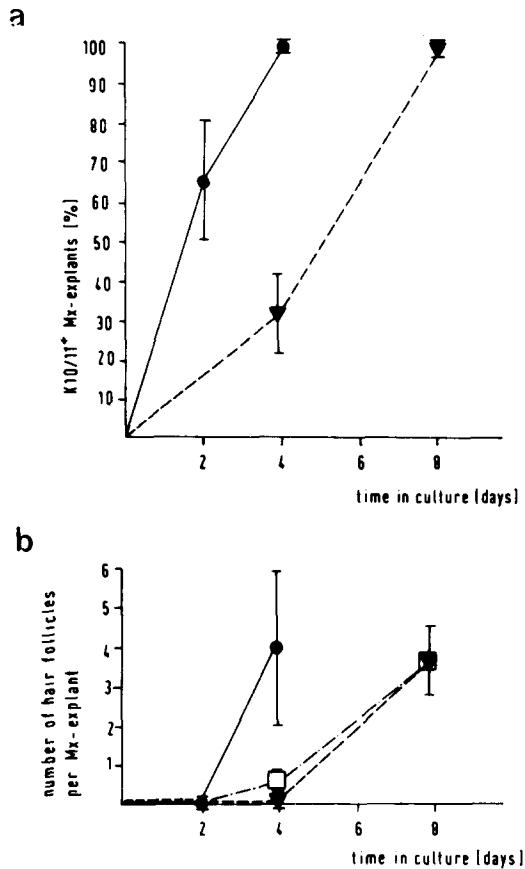 a
K10/11+ Mx-explants [%]
100
90
80
70
60
50
40
30
20
10
2 4 6 8
time in culture [days]
b
number of hair follicles
per Mx-explant
6
5
4
3
2
1
2 4 6 8
time in culture [days]